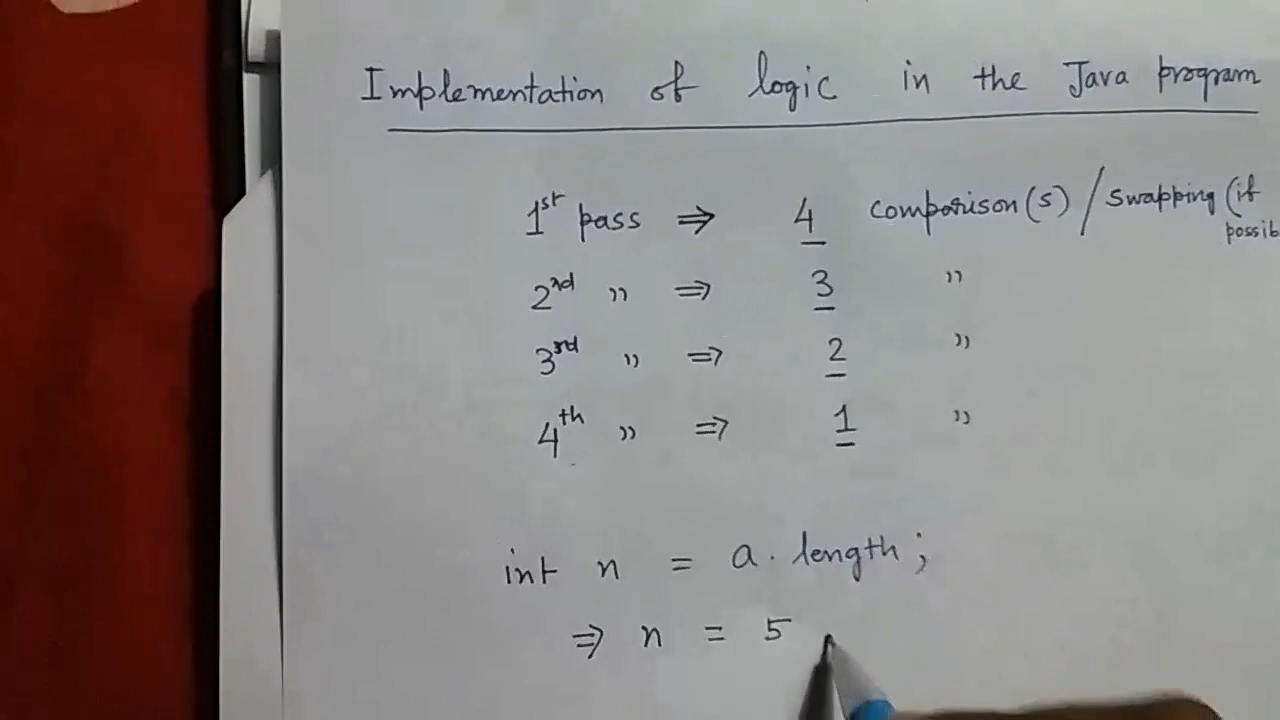 Implementation of logic in the Java program
1st pass ⇒ 4 comparison(s) / swapping (if
possib
2nd " ⇒ 3 "
3rd " ⇒ 2 "
4th " ⇒ 1 "
int n = a.length;
⇒ n = 5